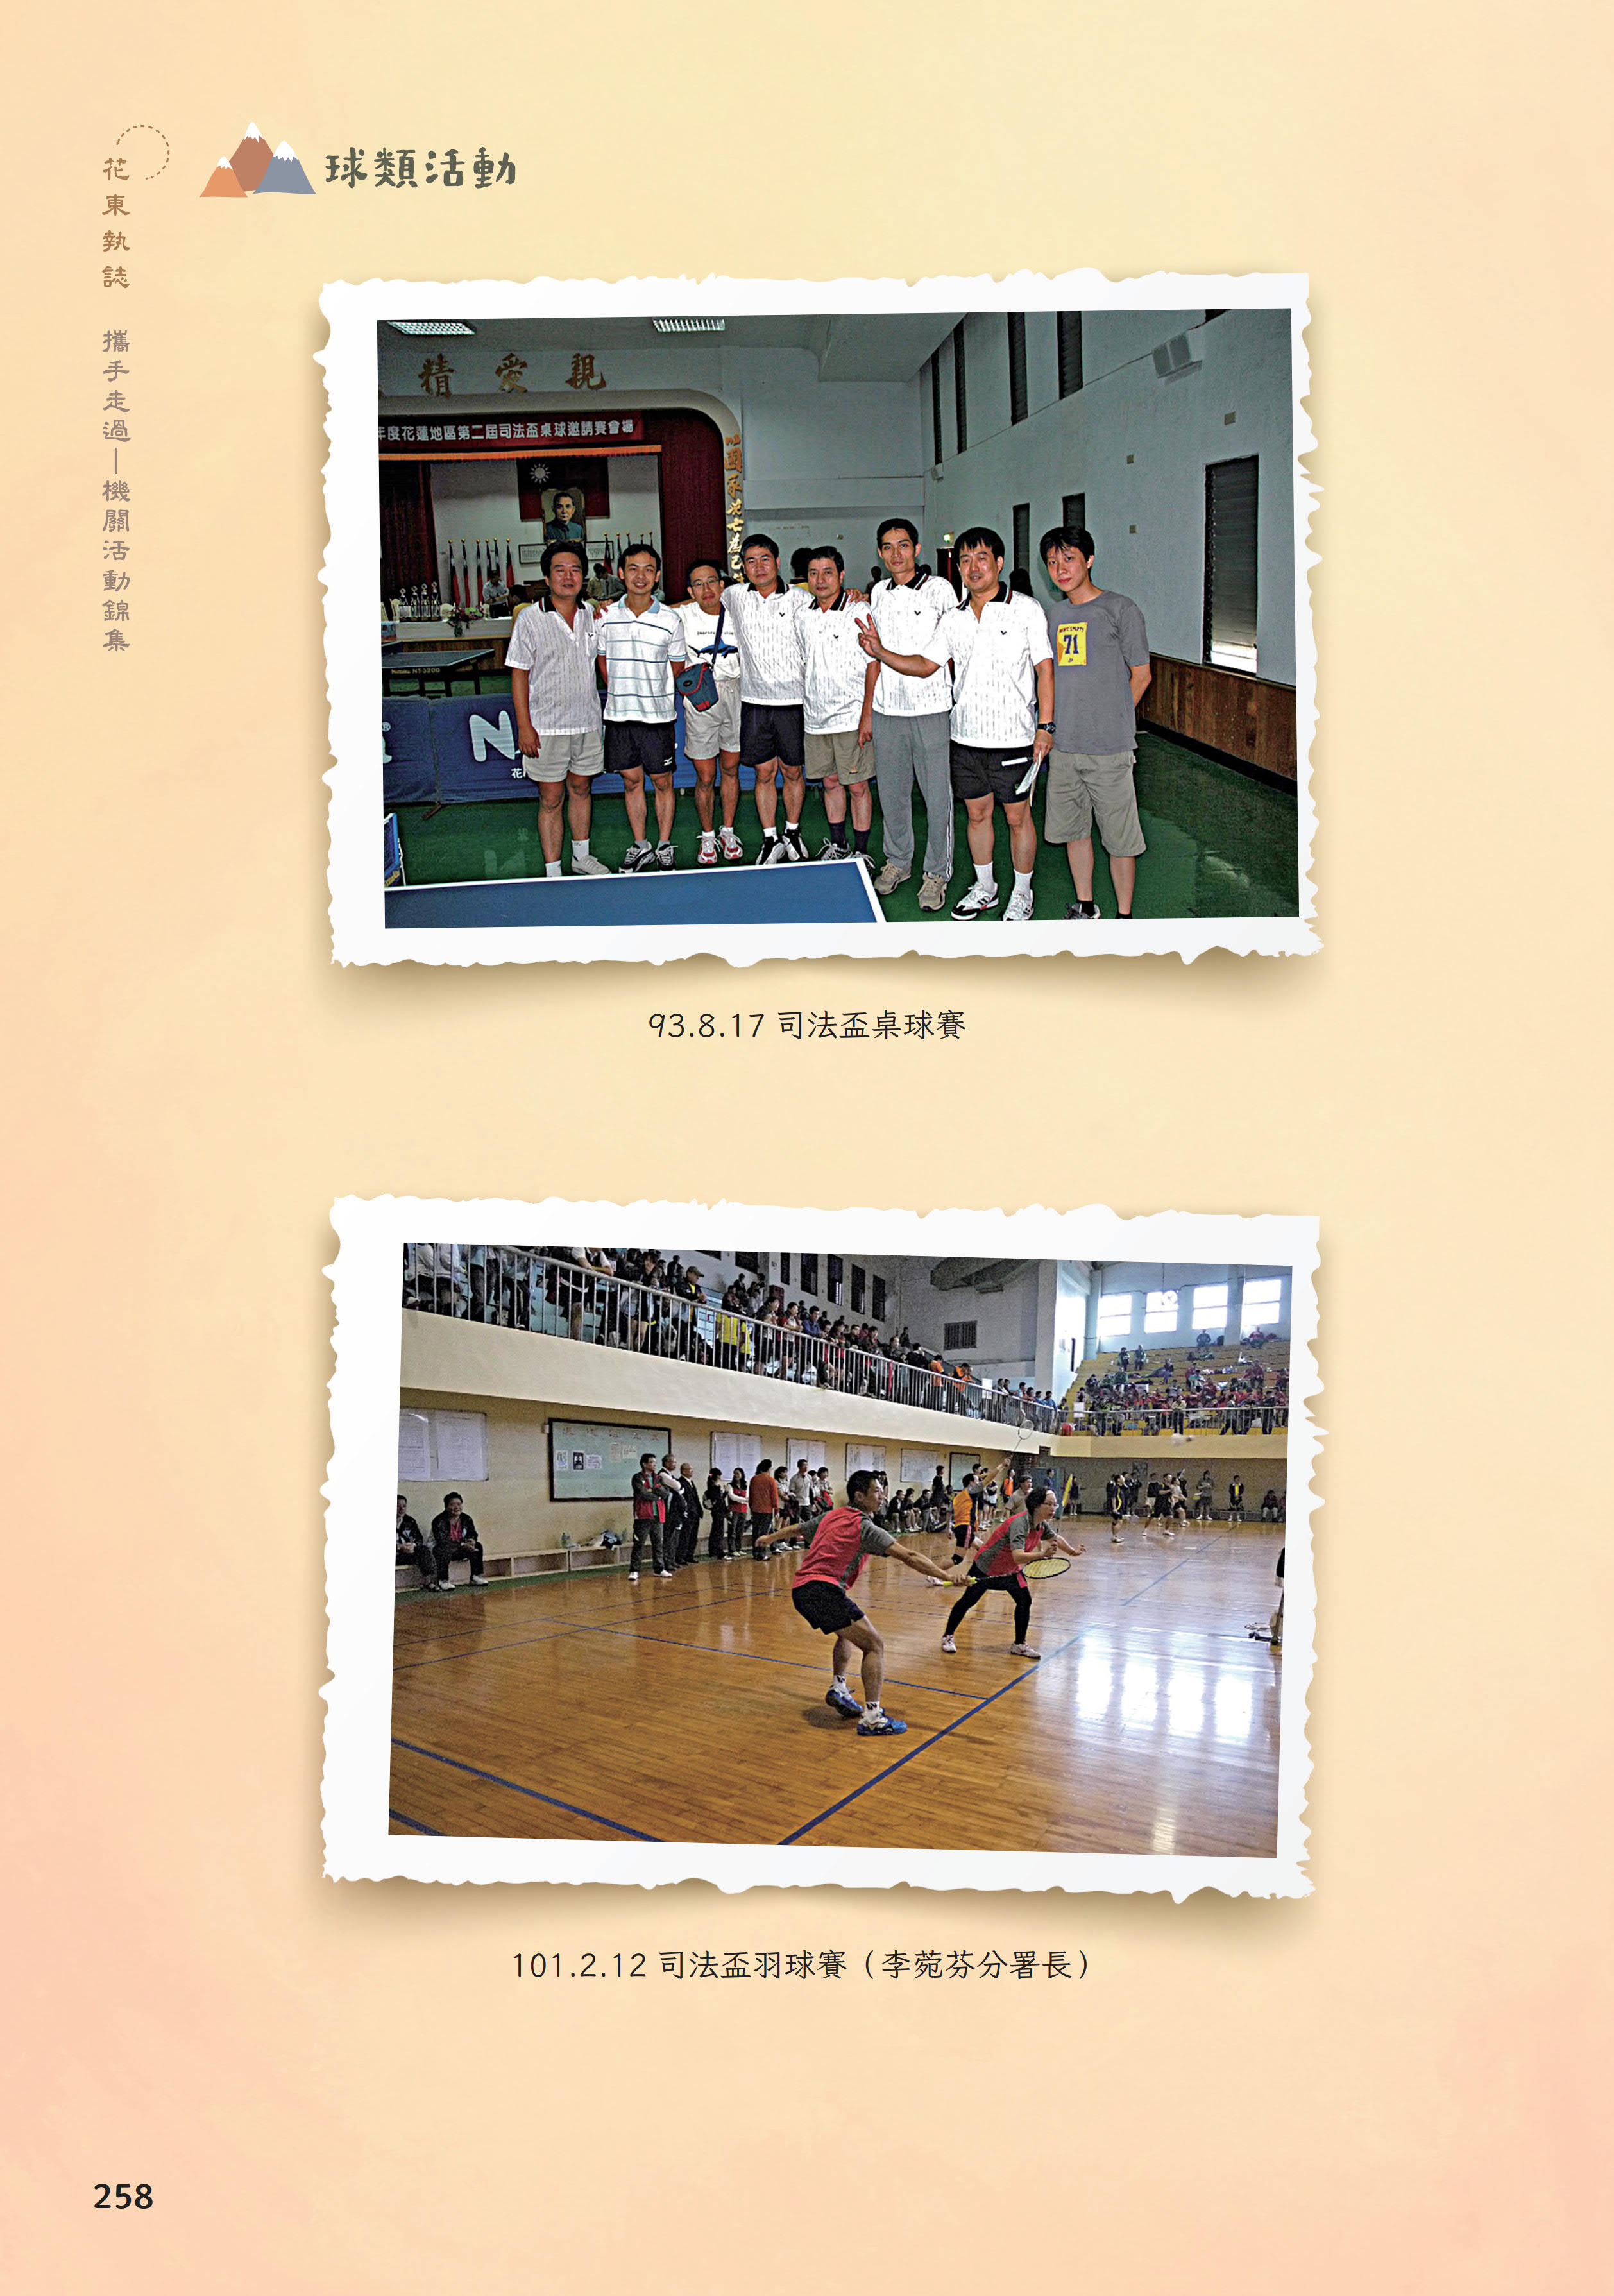 球類活動
花東執誌 攜手走過—機關活動錦集
精愛親
年度花蓮地區第二屆司法盃桌球邀請賽會場
71
93.8.17 司法盃桌球賽
101.2.12 司法盃羽球賽（李菀芬分署長）
258